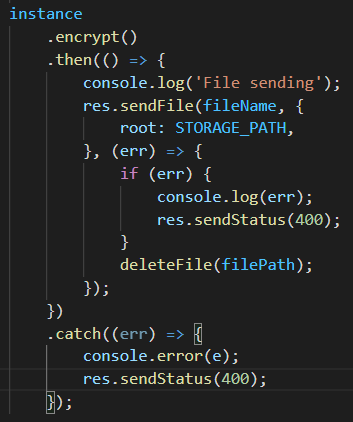 instance
    .encrypt()
    .then(() => {
        console.log('File sending');
        res.sendFile(fileName, {
            root: STORAGE_PATH,
        }, (err) => {
            if (err) {
                console.log(err);
                res.sendStatus(400);
            }
            deleteFile(filePath);
        });
    })
    .catch((err) => {
        console.error(e);
        res.sendStatus(400);
    });